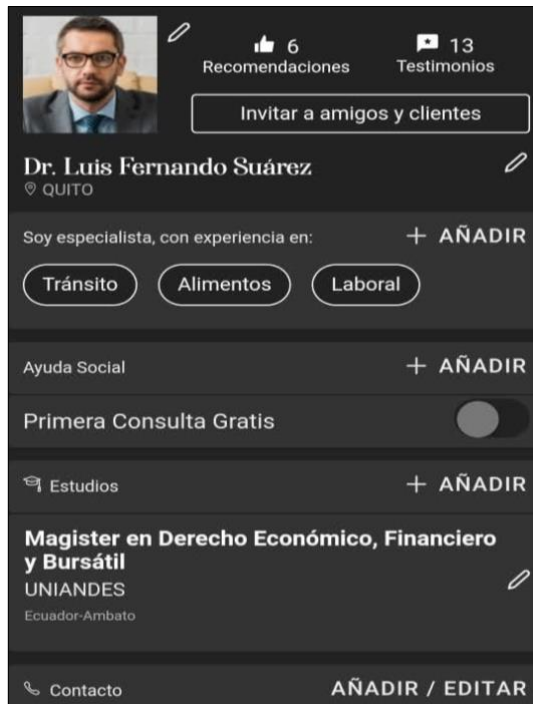 6
Recomendaciones
13
Testimonios
Invitar a amigos y clientes
Dr. Luis Fernando Suárez
QUITO
Soy especialista, con experiencia en:
+ AÑADIR
Tránsito
Alimentos
Laboral
Ayuda Social
+ AÑADIR
Primera Consulta Gratis
Estudios
+ AÑADIR
Magister en Derecho Económico, Financiero
y Bursátil
UNIANDES
Ecuador-Ambato
Contacto
AÑADIR / EDITAR